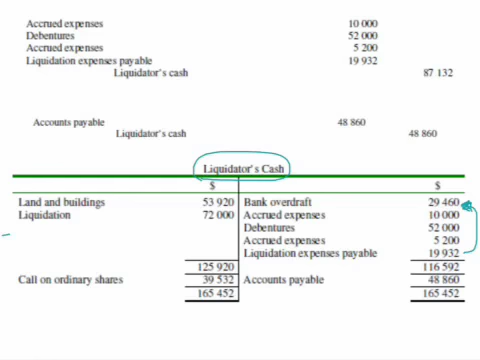 Accrued expenses 10 000
Debentures 52 000
Accrued expenses 5 200
Liquidation expenses payable 19 932
Liquidator's cash 87 132
Accounts payable 48 860
Liquidator's cash 48 860
Liquidator's Cash
$ $
Land and buildings 53 920 Bank overdraft 29 460
Liquidation 72 000 Accrued expenses 10 000
Debentures 52 000
Accrued expenses 5 200
Liquidation expenses payable 19 932
125 920 116 592
Call on ordinary shares 39 532 Accounts payable 48 860
165 452 165 452